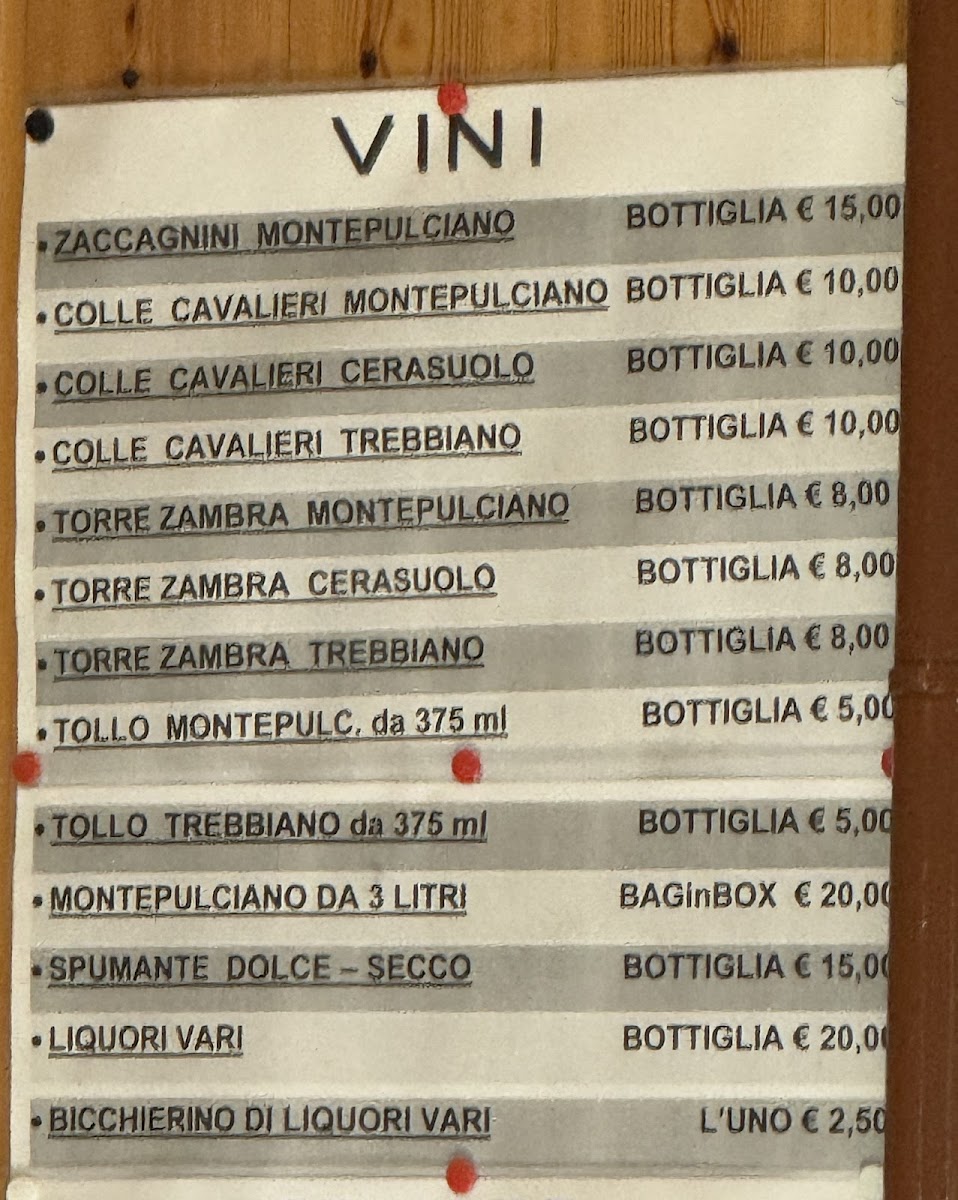 VINI
• ZACCAGNINI MONTEPULCIANO BOTTIGLIA € 15,00
• COLLE CAVALIERI MONTEPULCIANO BOTTIGLIA € 10,00
• COLLE CAVALIERI CERASUOLO BOTTIGLIA € 10,00
• COLLE CAVALIERI TREBBIANO BOTTIGLIA € 10,00
• TORRE ZAMBRA MONTEPULCIANO BOTTIGLIA € 8,00
• TORRE ZAMBRA CERASUOLO BOTTIGLIA € 8,00
• TORRE ZAMBRA TREBBIANO BOTTIGLIA € 8,00
• TOLLO MONTEPULC. da 375 ml BOTTIGLIA € 5,00
• TOLLO TREBBIANO da 375 ml BOTTIGLIA € 5,00
• MONTEPULCIANO DA 3 LITRI BAGinBOX € 20,00
• SPUMANTE DOLCE – SECCO BOTTIGLIA € 15,00
• LIQUORI VARI BOTTIGLIA € 20,00
• BICCHIERINO DI LIQUORI VARI L'UNO € 2,50